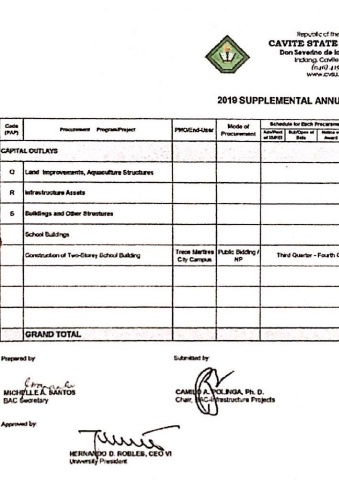 Republic of the
CAVITE STATE
Don Severino de
Indang, Cavite
www.cvsu.
2019 SUPPLEMENTAL ANNU
Code (PAP) Procurement Program/Project PMO/End-User Mode of Procurement Schedule for Each Procurem
Ads/Post of IB/REI Sub/Open of Bids Notice of Award
CAPITAL OUTLAYS
Q Land Improvements, Aquaculture Structures
R Infrastructure Assets
S Buildings and Other Structures
School Buildings
Construction of Two-Storey School Building Trece Martires City Campus Public Bidding / NP Third Quarter - Fourth
GRAND TOTAL
Prepared by Submitted by
MICHELLE A. SANTOS CAMILO A. POLINGA, Ph. D.
BAC Secretary Chair, BAC-Infrastructure Projects
Approved by
HERNANDO D. ROBLES, CEO VI
University President